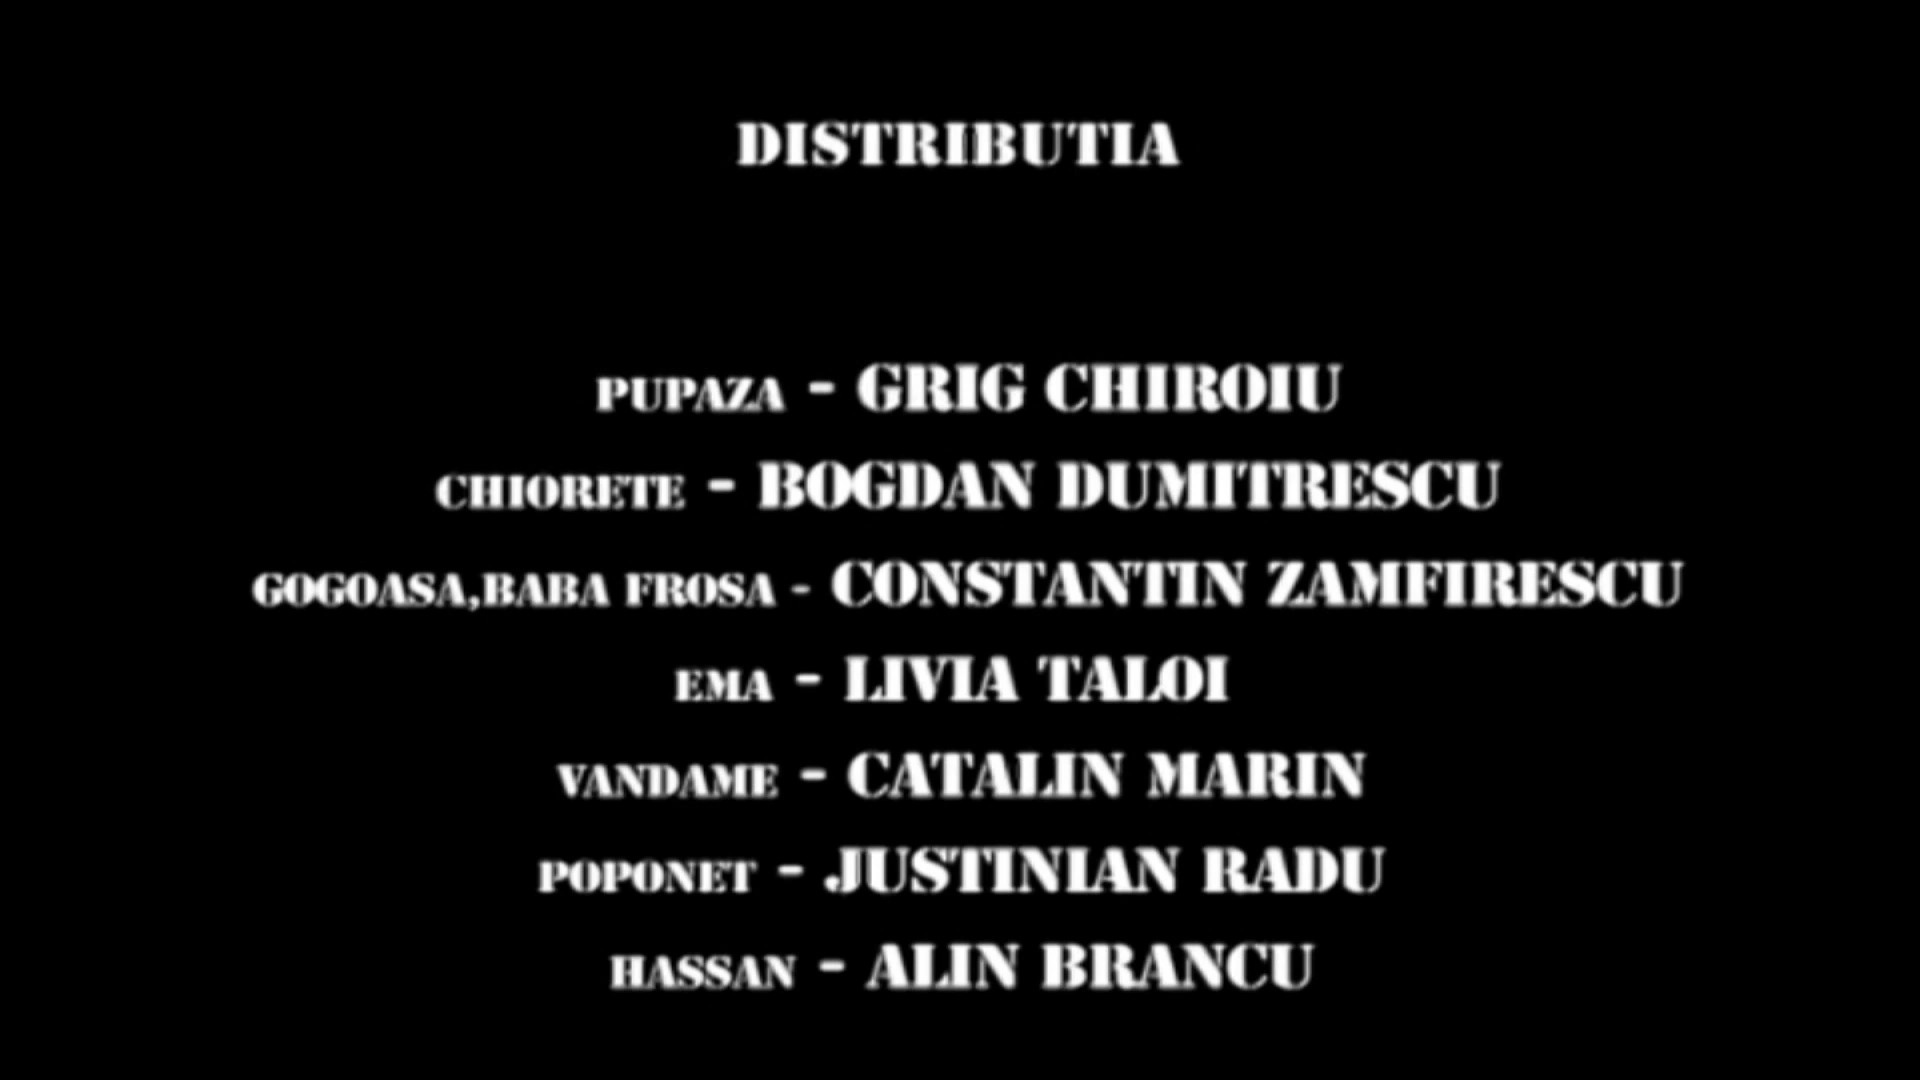 DISTRIBUTIA
PUPAZA - GRIG CHIROIU
CHIORETE - BOGDAN DUMITRESCU
GOGOASA,BABA FROSA - CONSTANTIN ZAMFIRESCU
EMA - LIVIA TALOI
VANDAME - CATALIN MARIN
POPONET - JUSTINIAN RADU
HASSAN - ALIN BRANCU